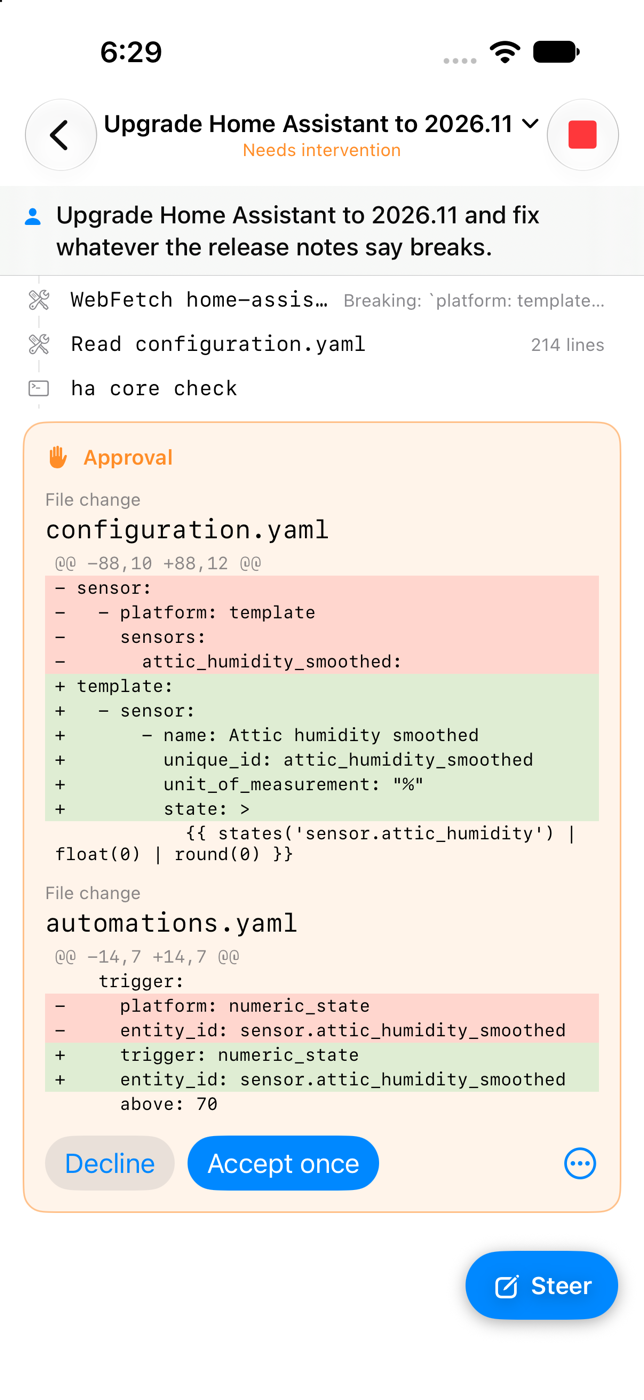 6:29
Upgrade Home Assistant to 2026.11
Needs intervention
Upgrade Home Assistant to 2026.11 and fix
whatever the release notes say breaks.
WebFetch home-assis… Breaking: `platform: template…
Read configuration.yaml 214 lines
ha core check
Approval
File change
configuration.yaml
@@ -88,10 +88,12 @@
- sensor:
-   - platform: template
-     sensors:
-       attic_humidity_smoothed:
+ template:
+   - sensor:
+       - name: Attic humidity smoothed
+         unique_id: attic_humidity_smoothed
+         unit_of_measurement: "%"
+         state: >
            {{ states('sensor.attic_humidity') |
float(0) | round(0) }}
File change
automations.yaml
@@ -14,7 +14,7 @@
    trigger:
-     platform: numeric_state
-     entity_id: sensor.attic_humidity_smoothed
+     trigger: numeric_state
+     entity_id: sensor.attic_humidity_smoothed
      above: 70
Decline Accept once
Steer